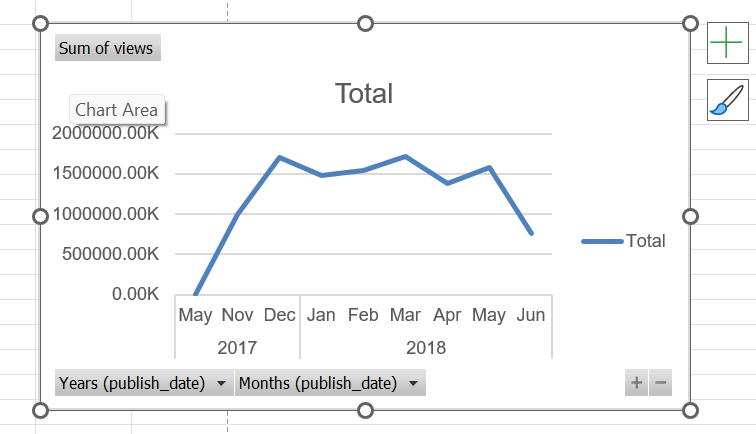 Sum of views
Total
Chart Area
2000000.00K
1500000.00K
1000000.00K
500000.00K
0.00K
Total
May Nov Dec Jan Feb Mar Apr May Jun
2017 2018
Years (publish_date) Months (publish_date)
+ −